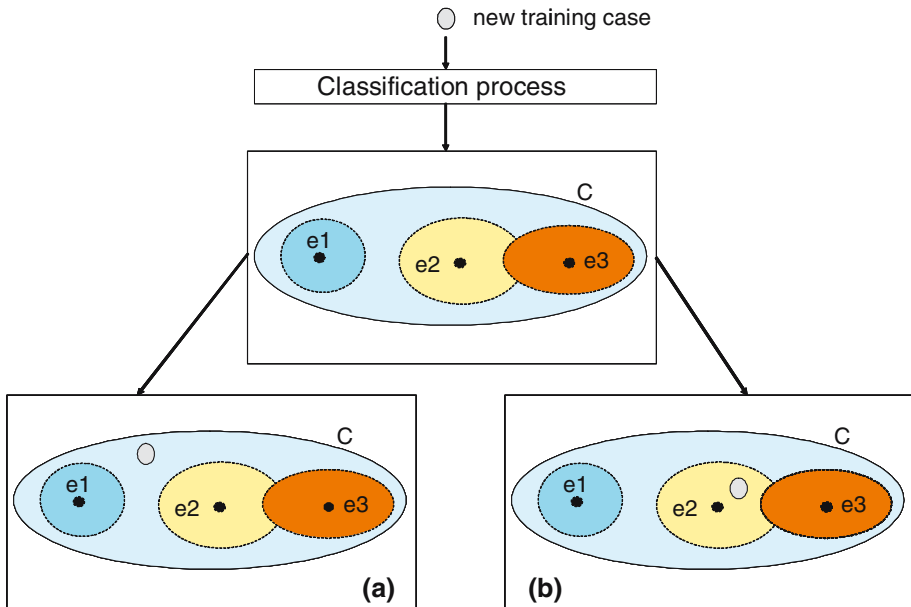 new training case
Classification process
C
e1
e2
e3
C
e1
e2
e3
(a)
C
e1
e2
e3
(b)